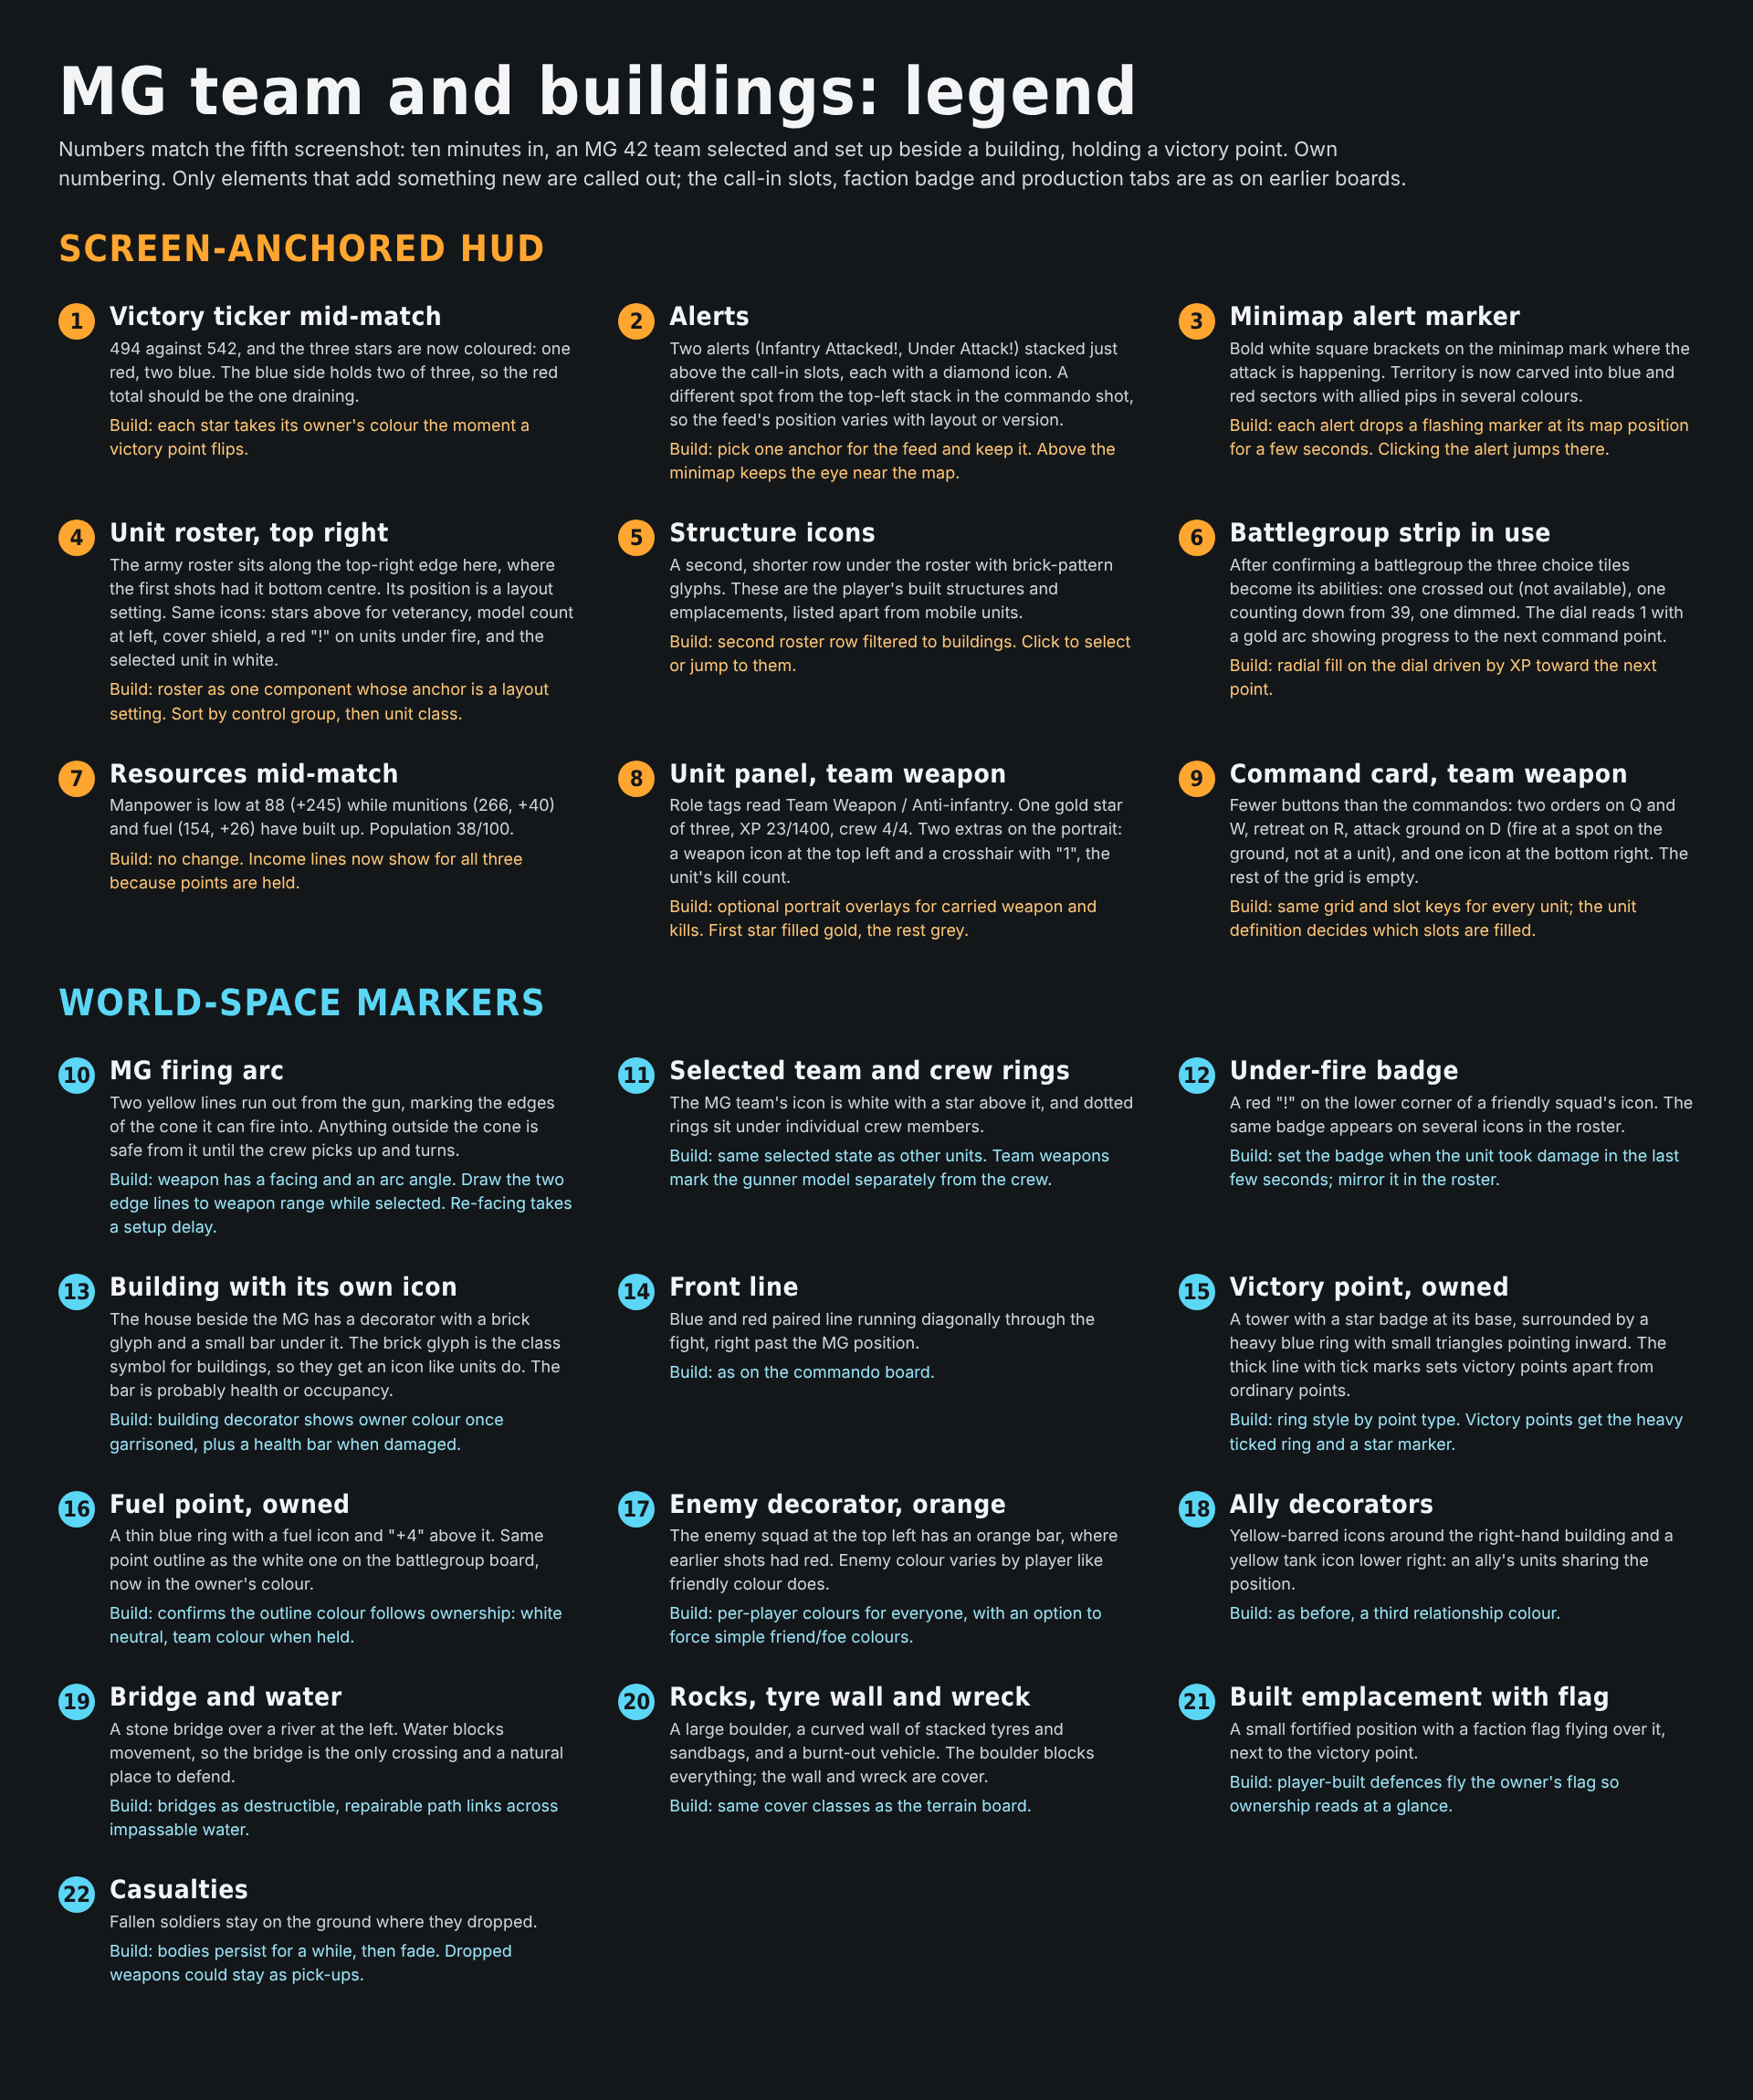 MG team and buildings: legend
Numbers match the fifth screenshot: ten minutes in, an MG 42 team selected and set up beside a building, holding a victory point. Own
numbering. Only elements that add something new are called out; the call-in slots, faction badge and production tabs are as on earlier boards.
SCREEN-ANCHORED HUD
1
Victory ticker mid-match
494 against 542, and the three stars are now coloured: one
red, two blue. The blue side holds two of three, so the red
total should be the one draining.
Build: each star takes its owner's colour the moment a
victory point flips.
2
Alerts
Two alerts (Infantry Attacked!, Under Attack!) stacked just
above the call-in slots, each with a diamond icon. A
different spot from the top-left stack in the commando shot,
so the feed's position varies with layout or version.
Build: pick one anchor for the feed and keep it. Above the
minimap keeps the eye near the map.
3
Minimap alert marker
Bold white square brackets on the minimap mark where the
attack is happening. Territory is now carved into blue and
red sectors with allied pips in several colours.
Build: each alert drops a flashing marker at its map position
for a few seconds. Clicking the alert jumps there.
4
Unit roster, top right
The army roster sits along the top-right edge here, where
the first shots had it bottom centre. Its position is a layout
setting. Same icons: stars above for veterancy, model count
at left, cover shield, a red "!" on units under fire, and the
selected unit in white.
Build: roster as one component whose anchor is a layout
setting. Sort by control group, then unit class.
5
Structure icons
A second, shorter row under the roster with brick-pattern
glyphs. These are the player's built structures and
emplacements, listed apart from mobile units.
Build: second roster row filtered to buildings. Click to select
or jump to them.
6
Battlegroup strip in use
After confirming a battlegroup the three choice tiles
become its abilities: one crossed out (not available), one
counting down from 39, one dimmed. The dial reads 1 with
a gold arc showing progress to the next command point.
Build: radial fill on the dial driven by XP toward the next
point.
7
Resources mid-match
Manpower is low at 88 (+245) while munitions (266, +40)
and fuel (154, +26) have built up. Population 38/100.
Build: no change. Income lines now show for all three
because points are held.
8
Unit panel, team weapon
Role tags read Team Weapon / Anti-infantry. One gold star
of three, XP 23/1400, crew 4/4. Two extras on the portrait:
a weapon icon at the top left and a crosshair with "1", the
unit's kill count.
Build: optional portrait overlays for carried weapon and
kills. First star filled gold, the rest grey.
9
Command card, team weapon
Fewer buttons than the commandos: two orders on Q and
W, retreat on R, attack ground on D (fire at a spot on the
ground, not at a unit), and one icon at the bottom right. The
rest of the grid is empty.
Build: same grid and slot keys for every unit; the unit
definition decides which slots are filled.
WORLD-SPACE MARKERS
10
MG firing arc
Two yellow lines run out from the gun, marking the edges
of the cone it can fire into. Anything outside the cone is
safe from it until the crew picks up and turns.
Build: weapon has a facing and an arc angle. Draw the two
edge lines to weapon range while selected. Re-facing takes
a setup delay.
11
Selected team and crew rings
The MG team's icon is white with a star above it, and dotted
rings sit under individual crew members.
Build: same selected state as other units. Team weapons
mark the gunner model separately from the crew.
12
Under-fire badge
A red "!" on the lower corner of a friendly squad's icon. The
same badge appears on several icons in the roster.
Build: set the badge when the unit took damage in the last
few seconds; mirror it in the roster.
13
Building with its own icon
The house beside the MG has a decorator with a brick
glyph and a small bar under it. The brick glyph is the class
symbol for buildings, so they get an icon like units do. The
bar is probably health or occupancy.
Build: building decorator shows owner colour once
garrisoned, plus a health bar when damaged.
14
Front line
Blue and red paired line running diagonally through the
fight, right past the MG position.
Build: as on the commando board.
15
Victory point, owned
A tower with a star badge at its base, surrounded by a
heavy blue ring with small triangles pointing inward. The
thick line with tick marks sets victory points apart from
ordinary points.
Build: ring style by point type. Victory points get the heavy
ticked ring and a star marker.
16
Fuel point, owned
A thin blue ring with a fuel icon and "+4" above it. Same
point outline as the white one on the battlegroup board,
now in the owner's colour.
Build: confirms the outline colour follows ownership: white
neutral, team colour when held.
17
Enemy decorator, orange
The enemy squad at the top left has an orange bar, where
earlier shots had red. Enemy colour varies by player like
friendly colour does.
Build: per-player colours for everyone, with an option to
force simple friend/foe colours.
18
Ally decorators
Yellow-barred icons around the right-hand building and a
yellow tank icon lower right: an ally's units sharing the
position.
Build: as before, a third relationship colour.
19
Bridge and water
A stone bridge over a river at the left. Water blocks
movement, so the bridge is the only crossing and a natural
place to defend.
Build: bridges as destructible, repairable path links across
impassable water.
20
Rocks, tyre wall and wreck
A large boulder, a curved wall of stacked tyres and
sandbags, and a burnt-out vehicle. The boulder blocks
everything; the wall and wreck are cover.
Build: same cover classes as the terrain board.
21
Built emplacement with flag
A small fortified position with a faction flag flying over it,
next to the victory point.
Build: player-built defences fly the owner's flag so
ownership reads at a glance.
22
Casualties
Fallen soldiers stay on the ground where they dropped.
Build: bodies persist for a while, then fade. Dropped
weapons could stay as pick-ups.